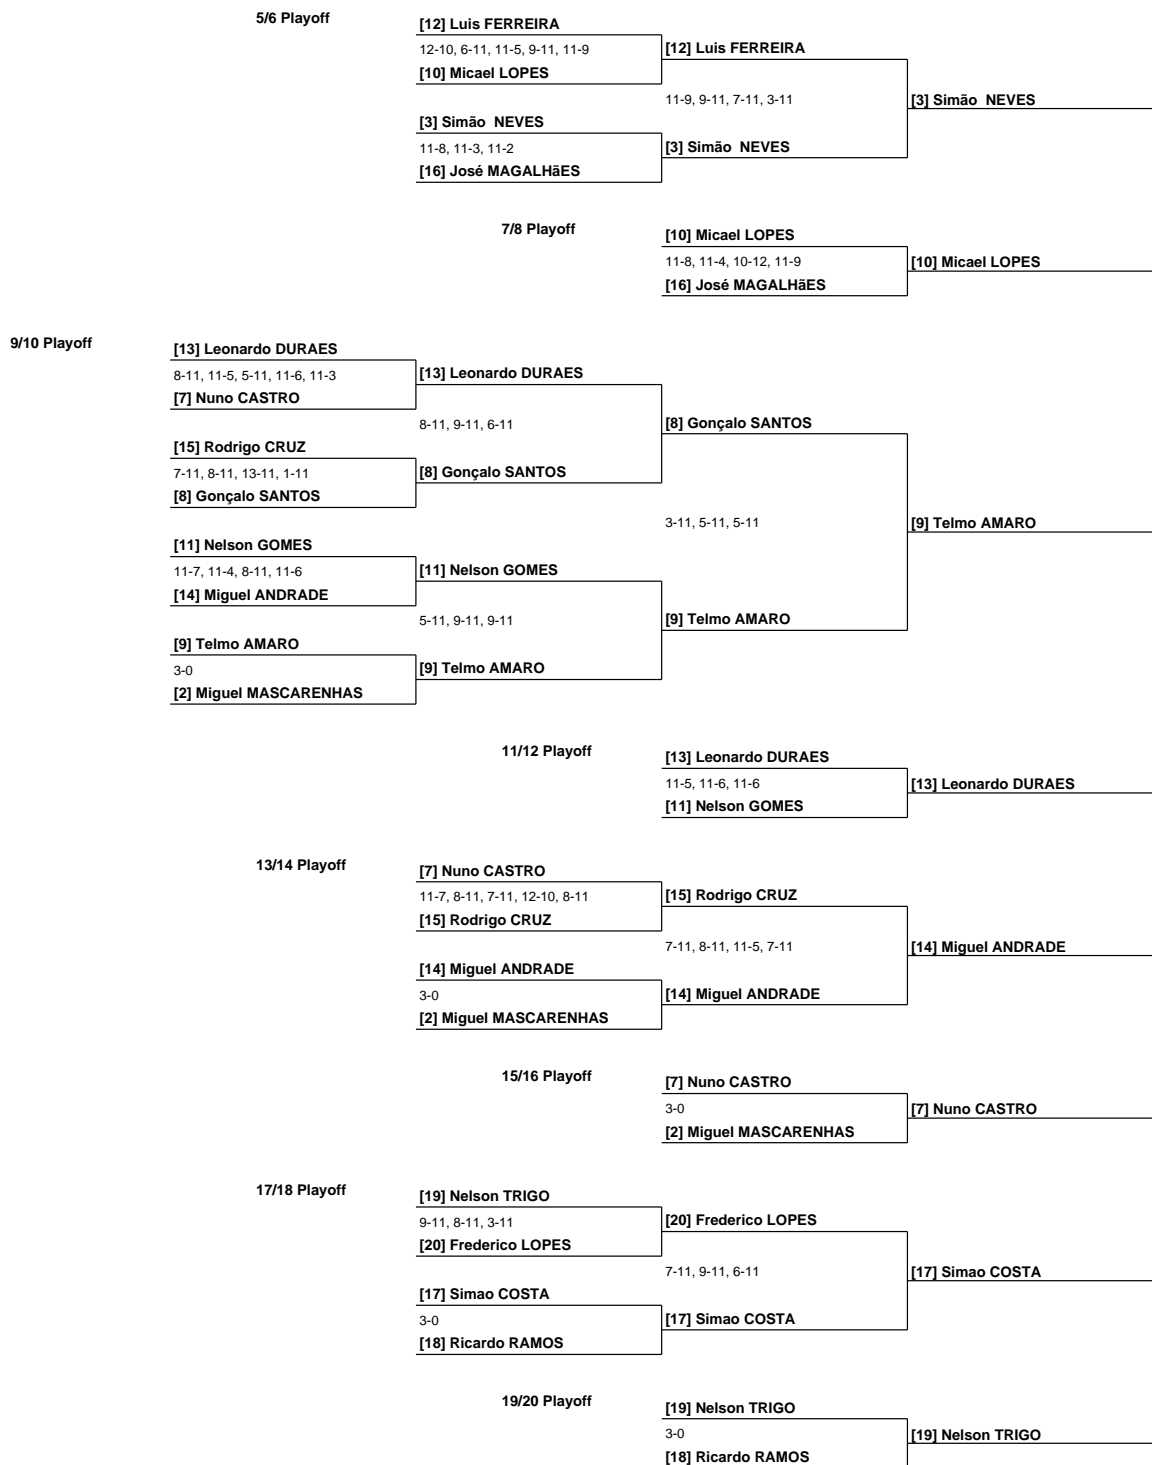 5/6 Playoff
[12] Luis FERREIRA
12-10, 6-11, 11-5, 9-11, 11-9
[12] Luis FERREIRA
[10] Micael LOPES
11-9, 9-11, 7-11, 3-11
[3] Simão  NEVES
[3] Simão  NEVES
11-8, 11-3, 11-2
[3] Simão  NEVES
[16] José MAGALHãES
7/8 Playoff
[10] Micael LOPES
11-8, 11-4, 10-12, 11-9
[10] Micael LOPES
[16] José MAGALHãES
9/10 Playoff
[13] Leonardo DURAES
8-11, 11-5, 5-11, 11-6, 11-3
[13] Leonardo DURAES
[7] Nuno CASTRO
8-11, 9-11, 6-11
[8] Gonçalo SANTOS
[15] Rodrigo CRUZ
7-11, 8-11, 13-11, 1-11
[8] Gonçalo SANTOS
[8] Gonçalo SANTOS
3-11, 5-11, 5-11
[9] Telmo AMARO
[11] Nelson GOMES
11-7, 11-4, 8-11, 11-6
[11] Nelson GOMES
[14] Miguel ANDRADE
5-11, 9-11, 9-11
[9] Telmo AMARO
[9] Telmo AMARO
3-0
[9] Telmo AMARO
[2] Miguel MASCARENHAS
11/12 Playoff
[13] Leonardo DURAES
11-5, 11-6, 11-6
[13] Leonardo DURAES
[11] Nelson GOMES
13/14 Playoff
[7] Nuno CASTRO
11-7, 8-11, 7-11, 12-10, 8-11
[15] Rodrigo CRUZ
[15] Rodrigo CRUZ
7-11, 8-11, 11-5, 7-11
[14] Miguel ANDRADE
[14] Miguel ANDRADE
3-0
[14] Miguel ANDRADE
[2] Miguel MASCARENHAS
15/16 Playoff
[7] Nuno CASTRO
3-0
[7] Nuno CASTRO
[2] Miguel MASCARENHAS
17/18 Playoff
[19] Nelson TRIGO
9-11, 8-11, 3-11
[20] Frederico LOPES
[20] Frederico LOPES
7-11, 9-11, 6-11
[17] Simao COSTA
[17] Simao COSTA
3-0
[17] Simao COSTA
[18] Ricardo RAMOS
19/20 Playoff
[19] Nelson TRIGO
3-0
[19] Nelson TRIGO
[18] Ricardo RAMOS